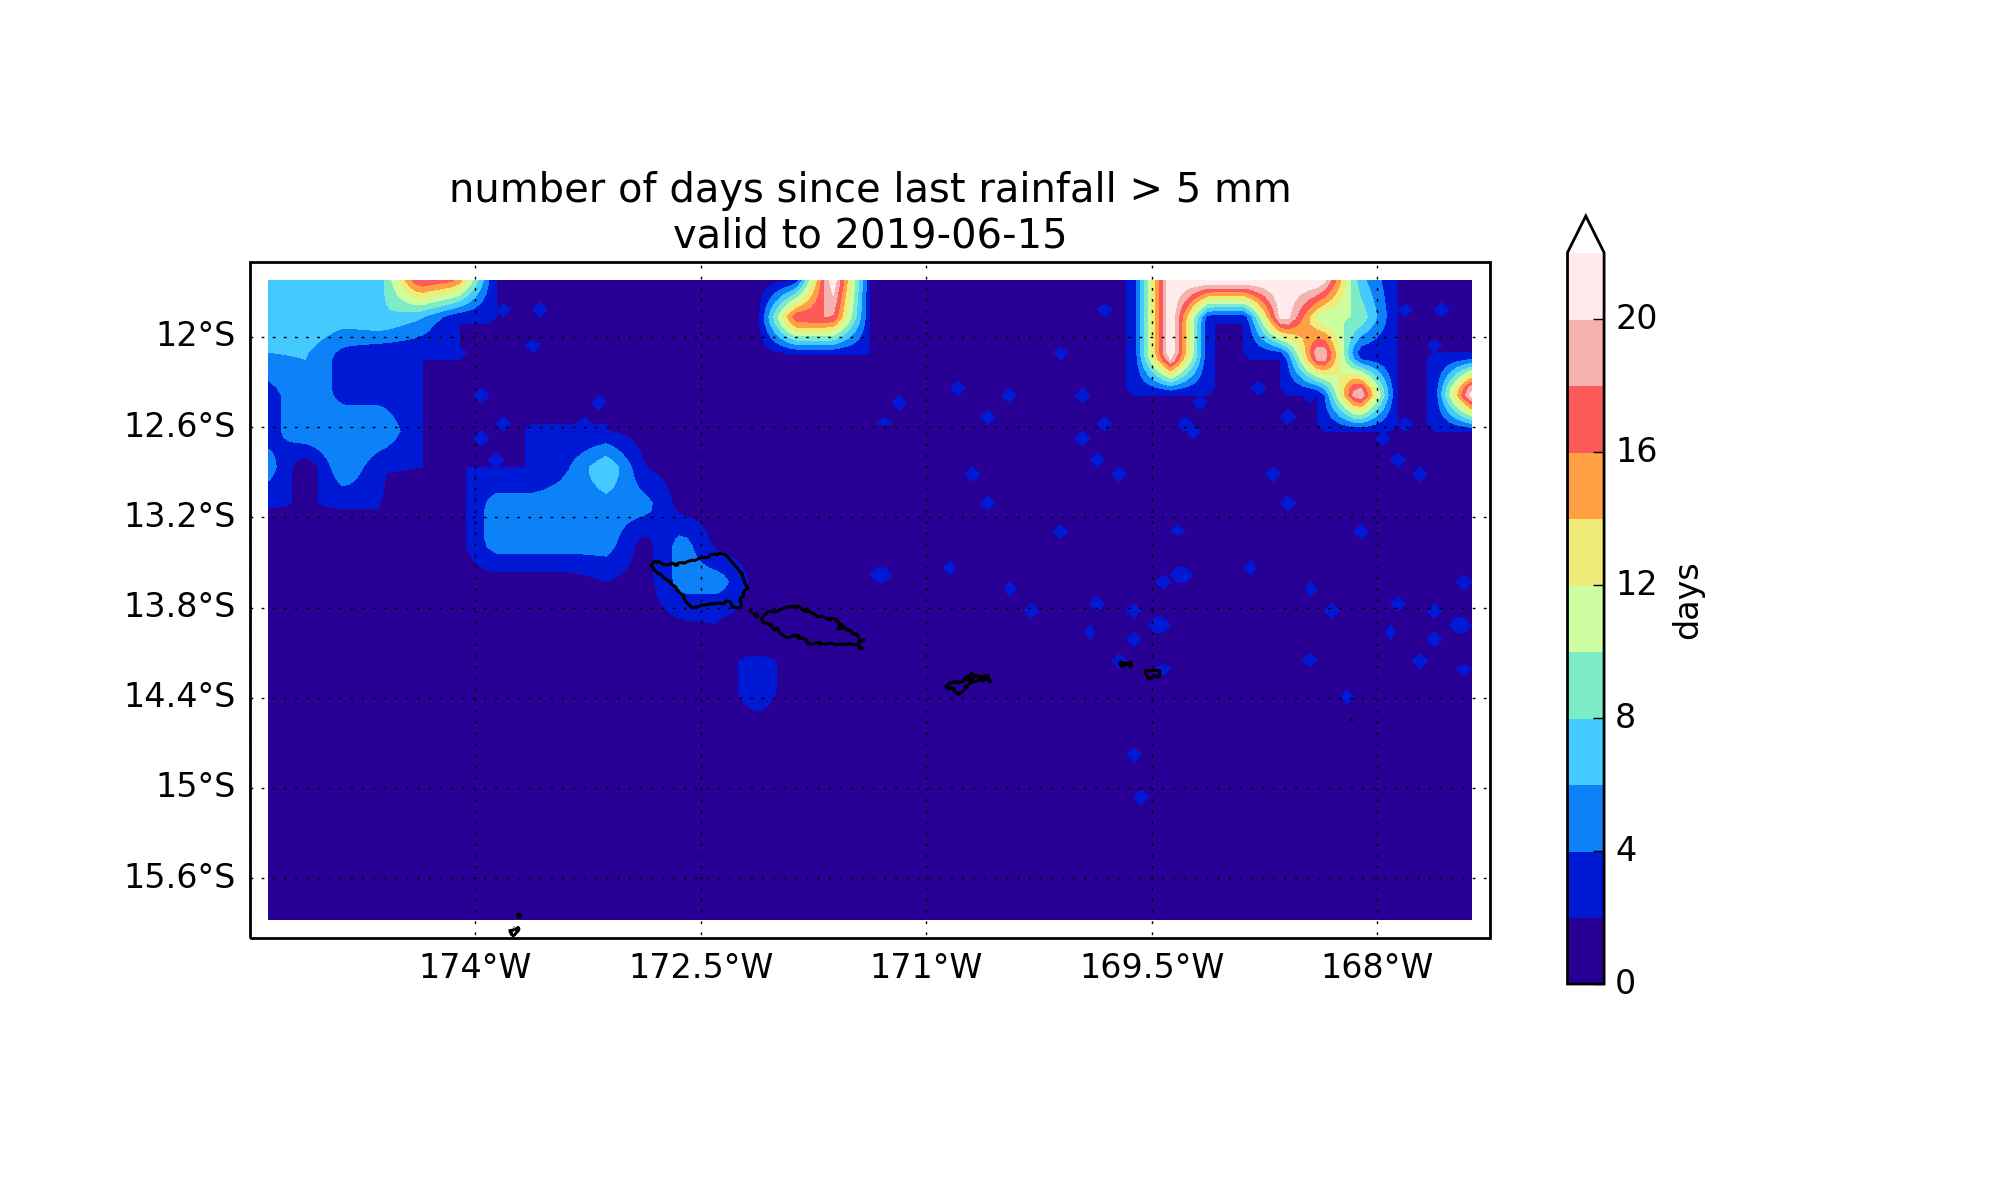 number of days since last rainfall > 5 mm
valid to 2019-06-15
12°S
12.6°S
13.2°S
13.8°S
14.4°S
15°S
15.6°S
174°W
172.5°W
171°W
169.5°W
168°W
20
16
12
8
4
0
days